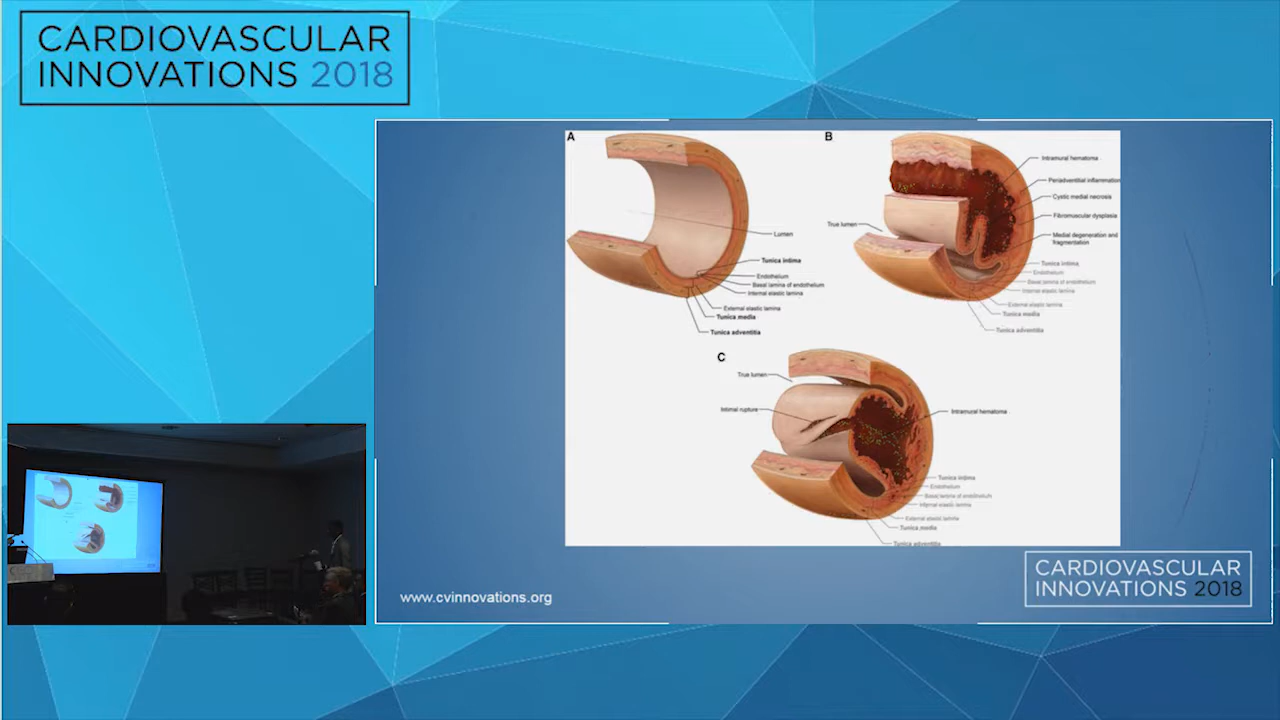 CARDIOVASCULAR
INNOVATIONS 2018
A
Lumen
Tunica intima
Endothelium
Basal lamina of endothelium
Internal elastic lamina
External elastic lamina
Tunica media
Tunica adventitia
B
Intramural hematoma
Periadventitial inflammation
Cystic medial necrosis
Fibromuscular dysplasia
Medial degeneration and
fragmentation
True lumen
Tunica intima
Endothelium
Basal lamina of endothelium
Internal elastic lamina
External elastic lamina
Tunica media
Tunica adventitia
C
True lumen
Intimal rupture
Intramural hematoma
Tunica intima
Endothelium
Basal lamina of endothelium
Internal elastic lamina
External elastic lamina
Tunica media
Tunica adventitia
www.cvinnovations.org
CARDIOVASCULAR
INNOVATIONS 2018